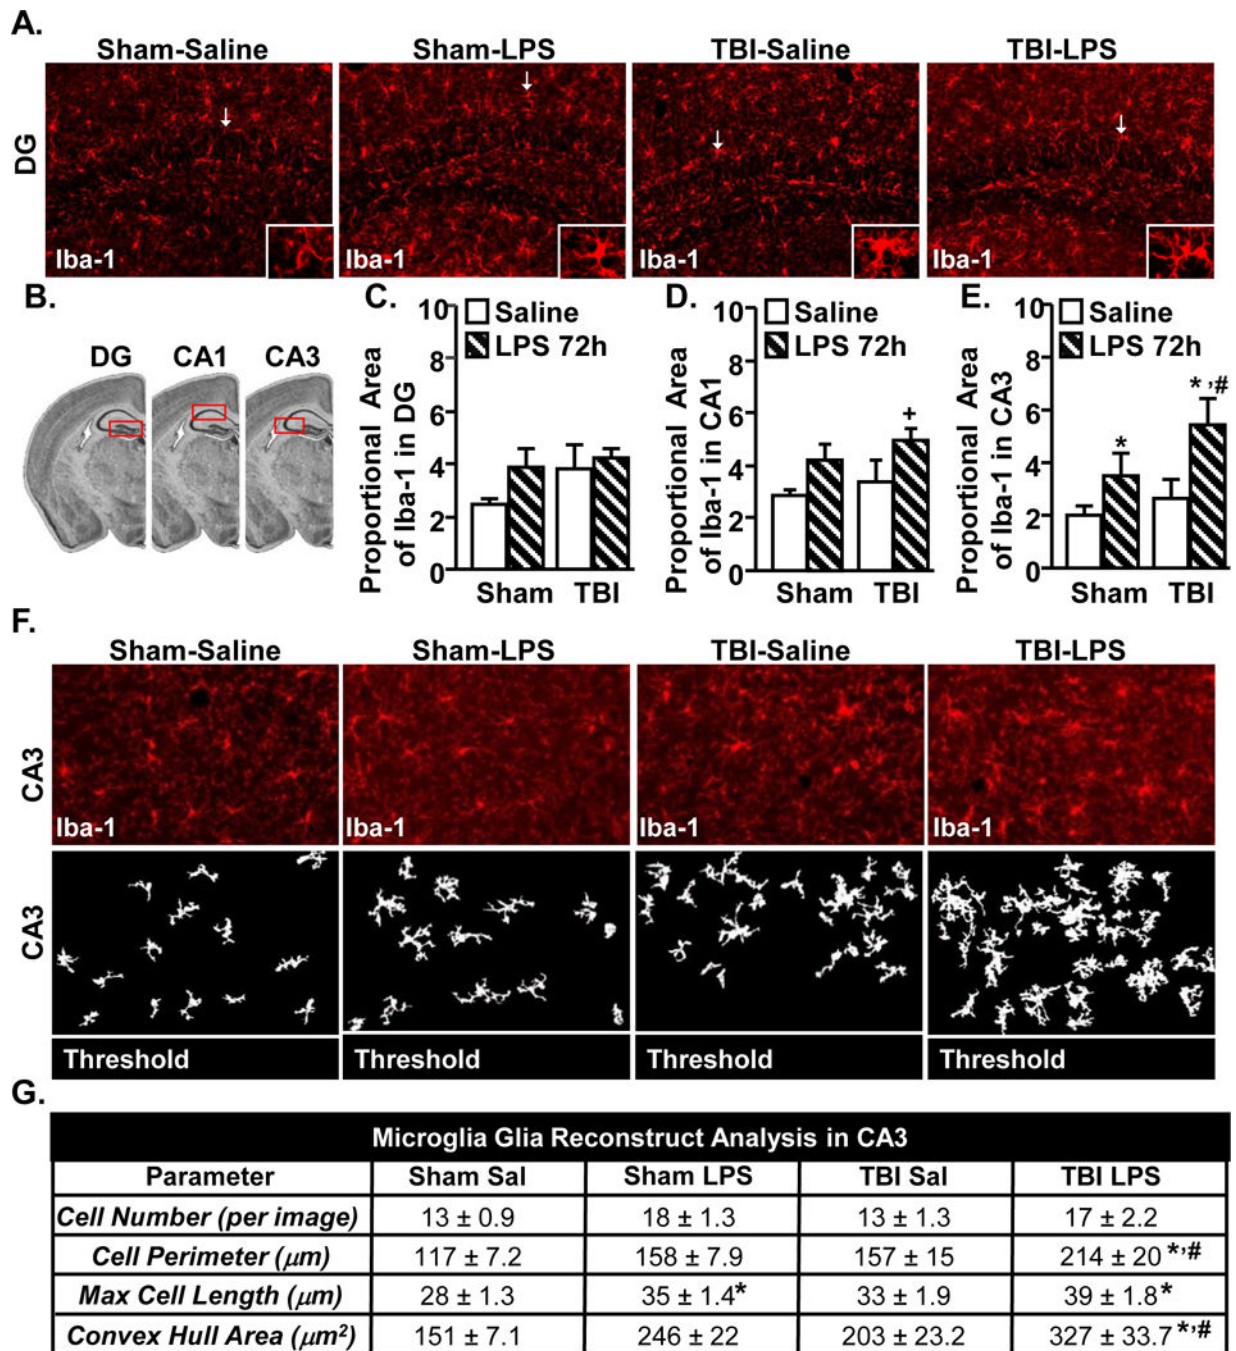 A.
Sham-Saline Sham-LPS TBI-Saline TBI-LPS
DG
Iba-1 Iba-1 Iba-1 Iba-1
B.
DG CA1 CA3
C.
Proportional Area
of Iba-1 in DG
10
8
6
4
2
0
Saline
LPS 72h
Sham TBI
D.
Proportional Area
of Iba-1 in CA1
10
8
6
4
2
0
Saline
LPS 72h
+
Sham TBI
E.
Proportional Area
of Iba-1 in CA3
10
8
6
4
2
0
Saline
LPS 72h
*
*,#
Sham TBI
F.
Sham-Saline Sham-LPS TBI-Saline TBI-LPS
CA3
Iba-1 Iba-1 Iba-1 Iba-1
CA3
Threshold Threshold Threshold Threshold
G.
Microglia Glia Reconstruct Analysis in CA3
Parameter Sham Sal Sham LPS TBI Sal TBI LPS
Cell Number (per image) 13 ± 0.9 18 ± 1.3 13 ± 1.3 17 ± 2.2
Cell Perimeter (μm) 117 ± 7.2 158 ± 7.9 157 ± 15 214 ± 20 *,#
Max Cell Length (μm) 28 ± 1.3 35 ± 1.4* 33 ± 1.9 39 ± 1.8*
Convex Hull Area (μm²) 151 ± 7.1 246 ± 22 203 ± 23.2 327 ± 33.7 *,#